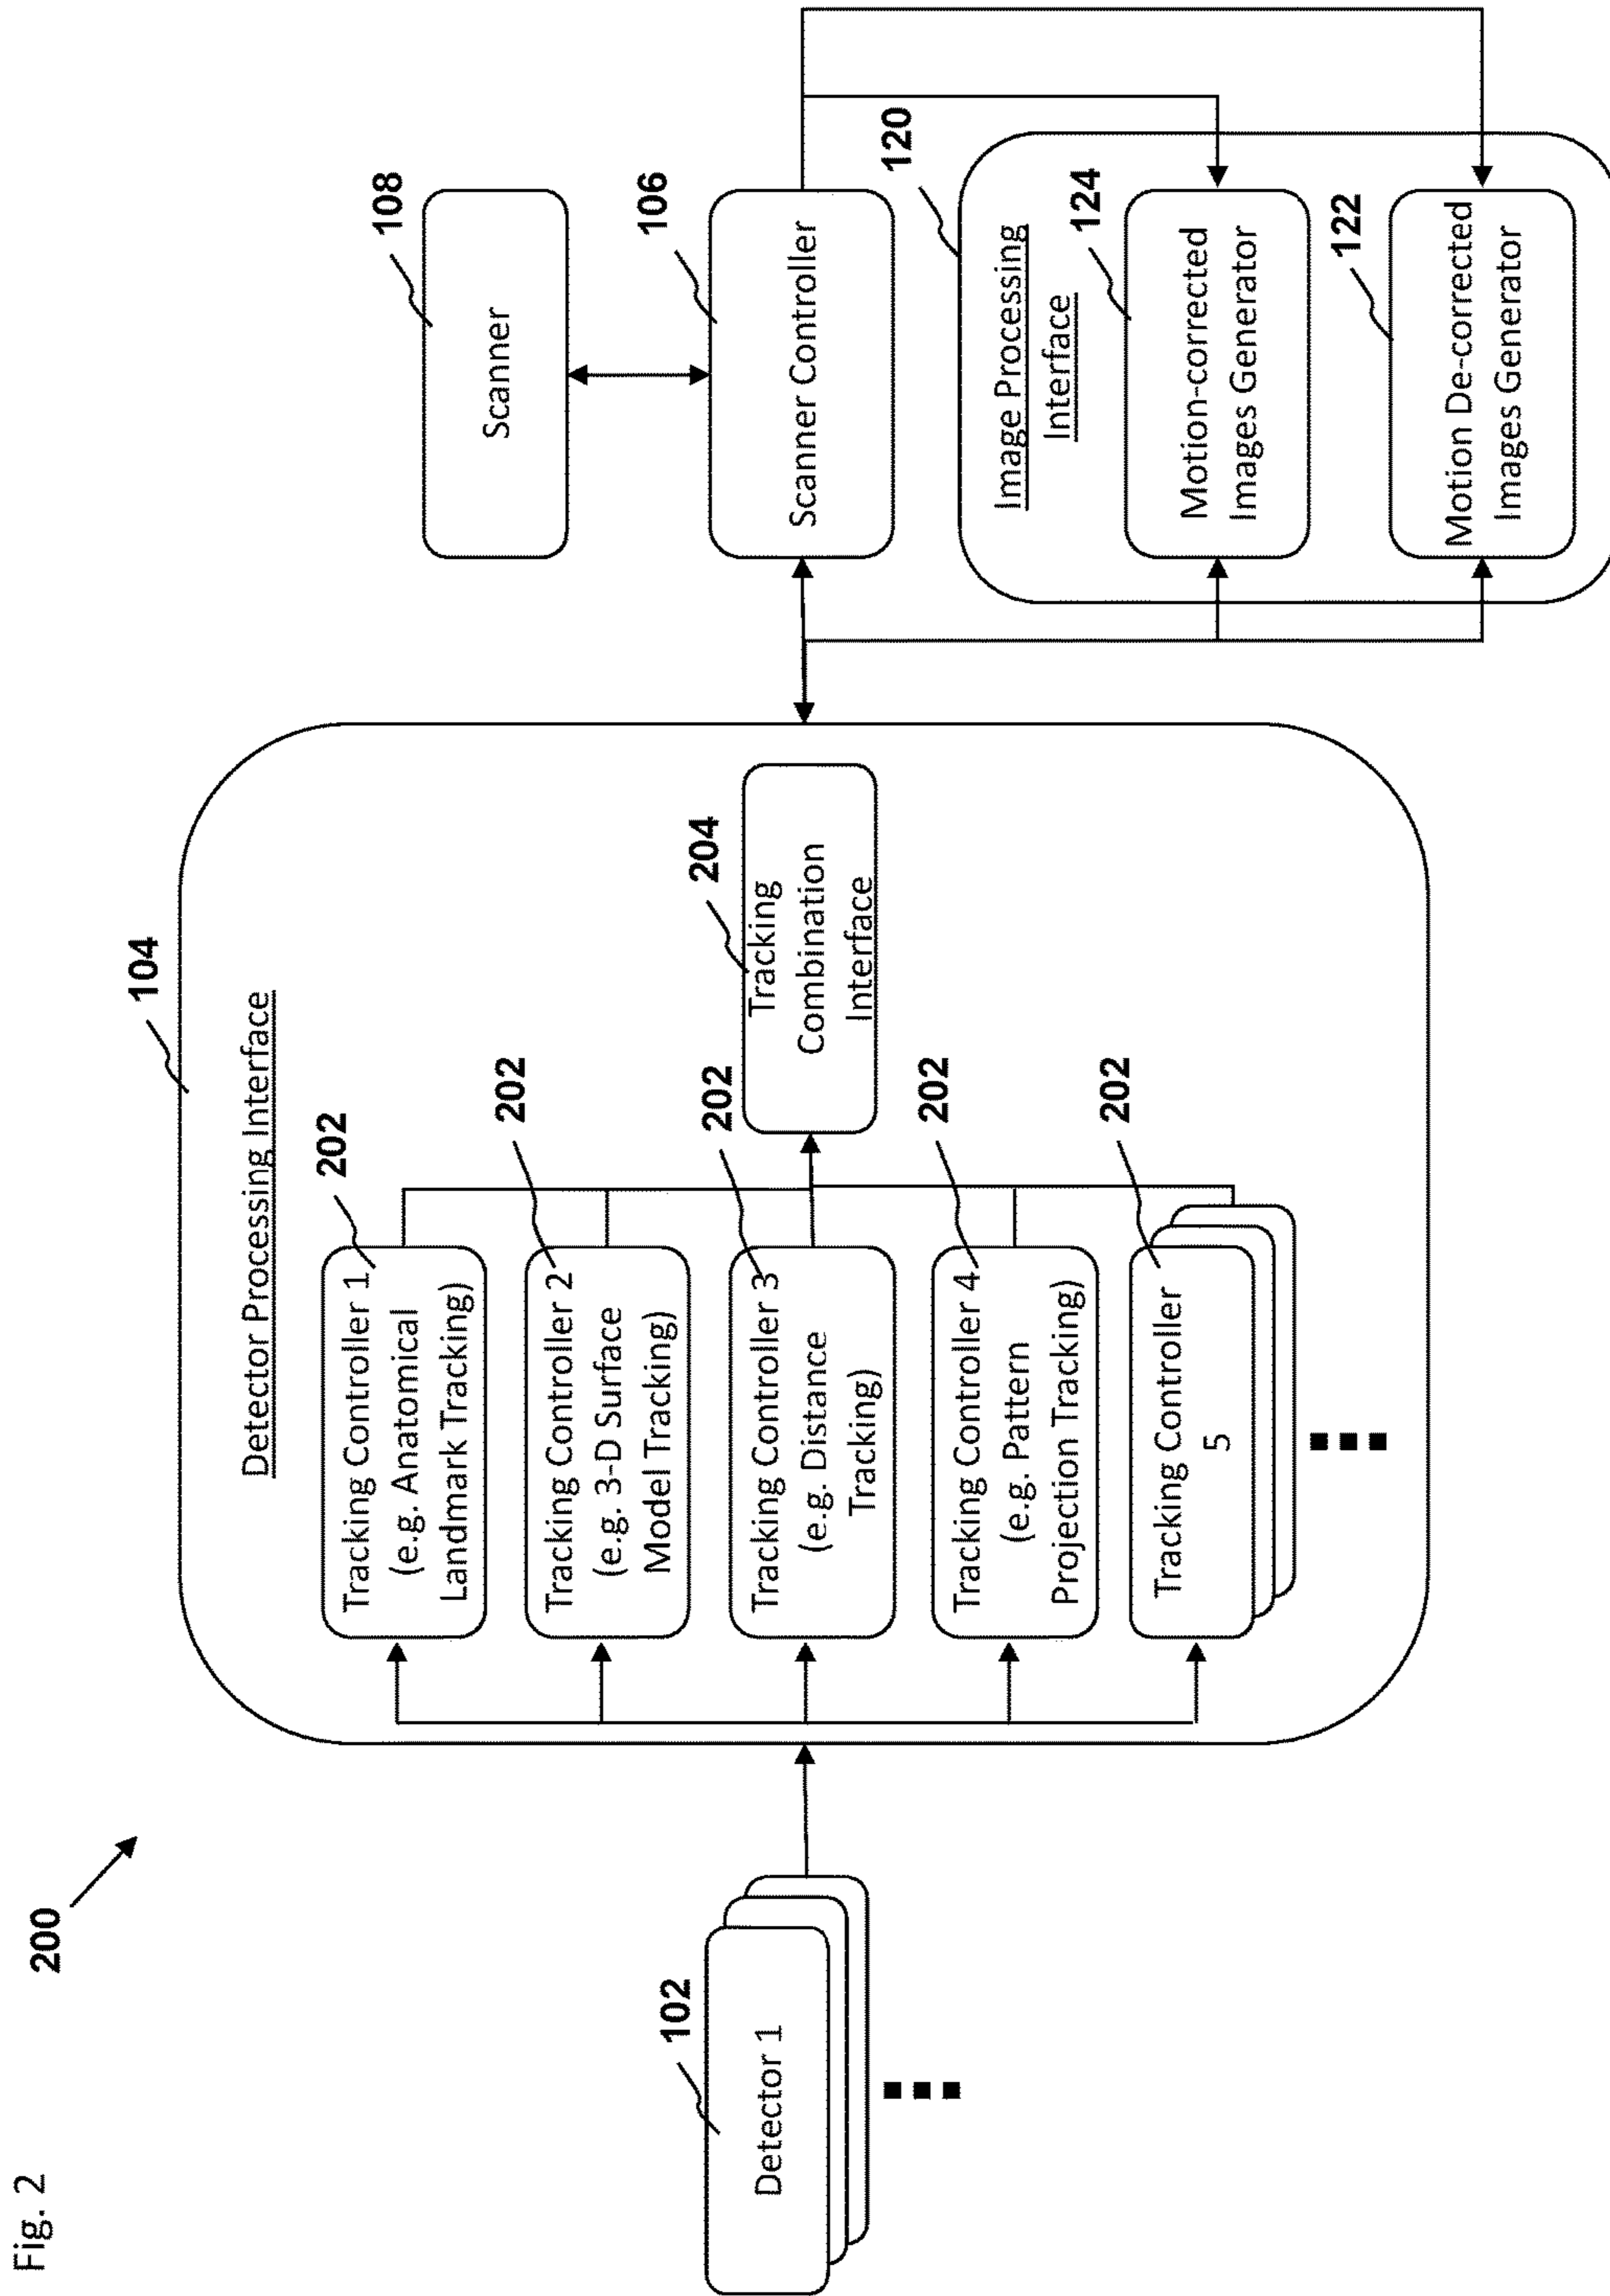 Fig. 2
200
102
Detector 1
104
Detector Processing Interface
202
Tracking Controller 1
(e.g. Anatomical
Landmark Tracking)
202
Tracking Controller 2
(e.g. 3-D Surface
Model Tracking)
202
Tracking Controller 3
(e.g. Distance
Tracking)
202
Tracking Controller 4
(e.g. Pattern
Projection Tracking)
202
Tracking Controller
5
204
Tracking
Combination
Interface
108
Scanner
106
Scanner Controller
120
Image Processing
Interface
124
Motion-corrected
Images Generator
122
Motion De-corrected
Images Generator